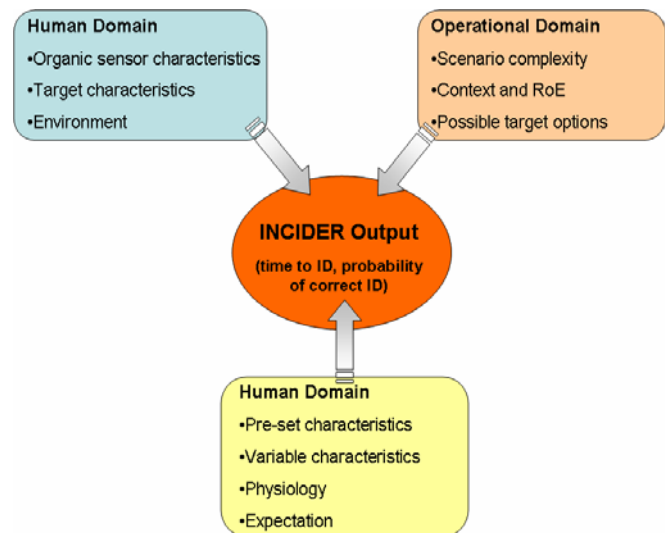 Human Domain
•Organic sensor characteristics
•Target characteristics
•Environment
Operational Domain
•Scenario complexity
•Context and RoE
•Possible target options
INCIDER Output
(time to ID, probability
of correct ID)
Human Domain
•Pre-set characteristics
•Variable characteristics
•Physiology
•Expectation